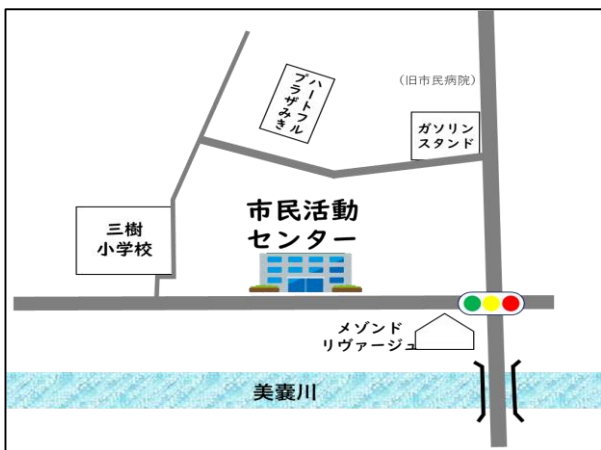 (旧市民病院)
ハートフル
プラザみき
ガソリン
スタンド
市民活動
センター
三樹
小学校
メゾンド
リヴァージュ
美嚢川